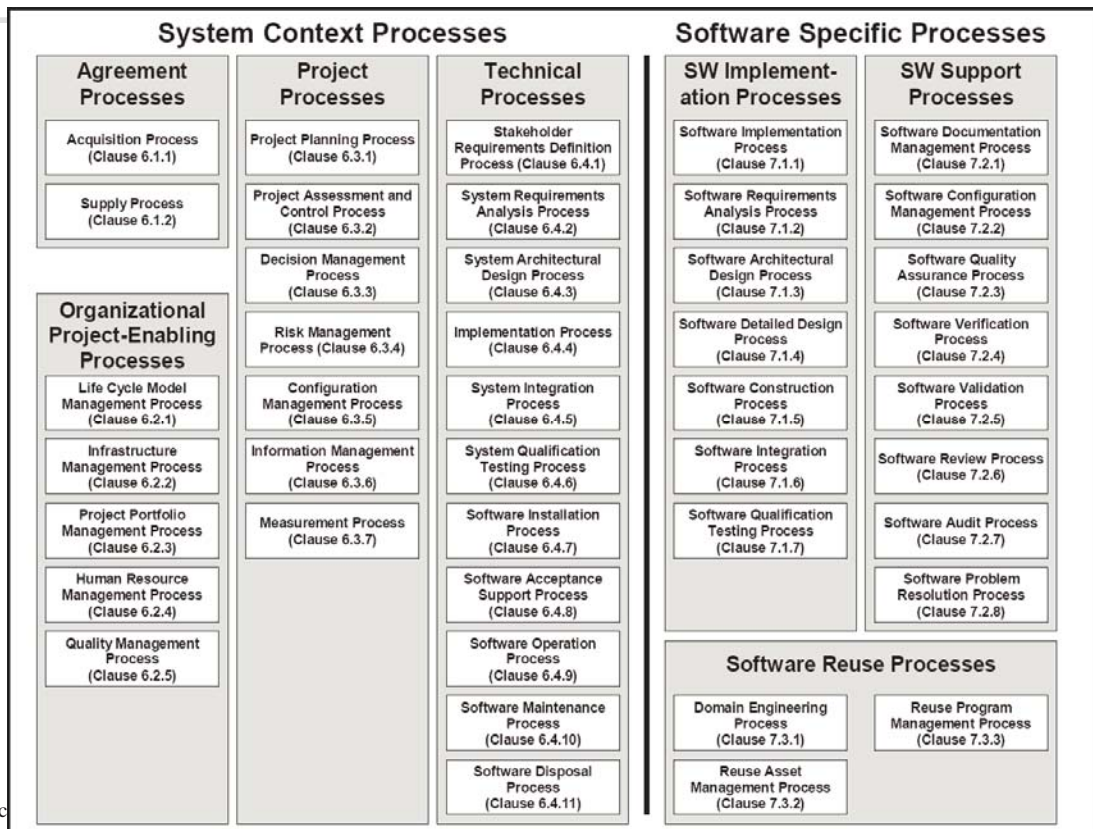 System Context Processes
Software Specific Processes
Agreement
Processes
Acquisition Process
(Clause 6.1.1)
Supply Process
(Clause 6.1.2)
Organizational
Project-Enabling
Processes
Life Cycle Model
Management Process
(Clause 6.2.1)
Infrastructure
Management Process
(Clause 6.2.2)
Project Portfolio
Management Process
(Clause 6.2.3)
Human Resource
Management Process
(Clause 6.2.4)
Quality Management
Process
(Clause 6.2.5)
Project
Processes
Project Planning Process
(Clause 6.3.1)
Project Assessment and
Control Process
(Clause 6.3.2)
Decision Management
Process
(Clause 6.3.3)
Risk Management
Process (Clause 6.3.4)
Configuration
Management Process
(Clause 6.3.5)
Information Management
Process
(Clause 6.3.6)
Measurement Process
(Clause 6.3.7)
Technical
Processes
Stakeholder
Requirements Definition
Process (Clause 6.4.1)
System Requirements
Analysis Process
(Clause 6.4.2)
System Architectural
Design Process
(Clause 6.4.3)
Implementation Process
(Clause 6.4.4)
System Integration
Process
(Clause 6.4.5)
System Qualification
Testing Process
(Clause 6.4.6)
Software Installation
Process
(Clause 6.4.7)
Software Acceptance
Support Process
(Clause 6.4.8)
Software Operation
Process
(Clause 6.4.9)
Software Maintenance
Process
(Clause 6.4.10)
Software Disposal
Process
(Clause 6.4.11)
SW Implement-
ation Processes
Software Implementation
Process
(Clause 7.1.1)
Software Requirements
Analysis Process
(Clause 7.1.2)
Software Architectural
Design Process
(Clause 7.1.3)
Software Detailed Design
Process
(Clause 7.1.4)
Software Construction
Process
(Clause 7.1.5)
Software Integration
Process
(Clause 7.1.6)
Software Qualification
Testing Process
(Clause 7.1.7)
SW Support
Processes
Software Documentation
Management Process
(Clause 7.2.1)
Software Configuration
Management Process
(Clause 7.2.2)
Software Quality
Assurance Process
(Clause 7.2.3)
Software Verification
Process
(Clause 7.2.4)
Software Validation
Process
(Clause 7.2.5)
Software Review Process
(Clause 7.2.6)
Software Audit Process
(Clause 7.2.7)
Software Problem
Resolution Process
(Clause 7.2.8)
Software Reuse Processes
Domain Engineering
Process
(Clause 7.3.1)
Reuse Asset
Management Process
(Clause 7.3.2)
Reuse Program
Management Process
(Clause 7.3.3)
c